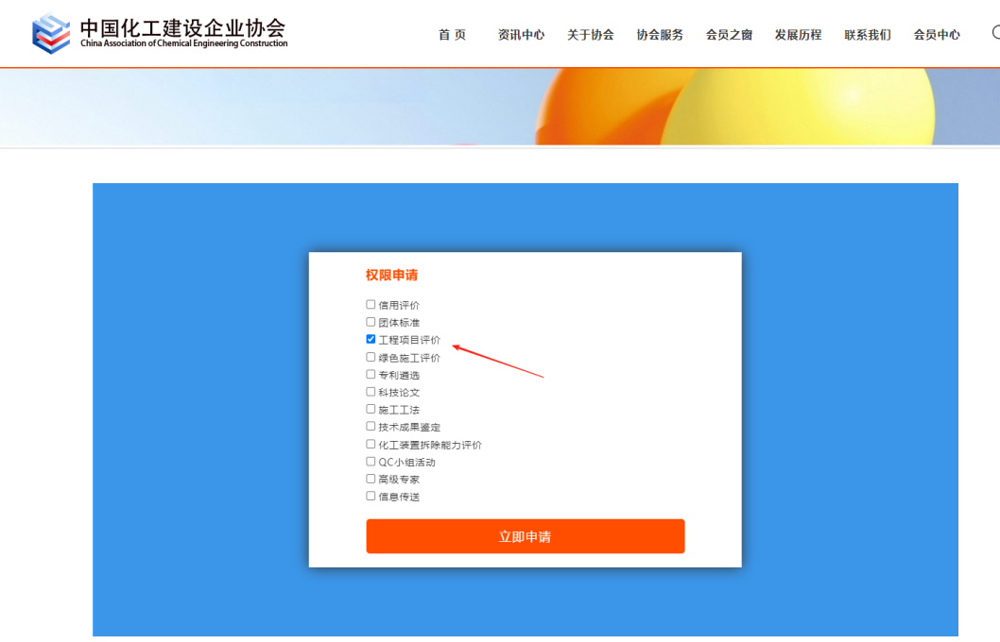 中国化工建设企业协会
China Association of Chemical Engineering Construction
首 页 资讯中心 关于协会 协会服务 会员之窗 发展历程 联系我们 会员中心
权限申请
信用评价
团体标准
工程项目评价
绿色施工评价
专利遴选
科技论文
施工工法
技术成果鉴定
化工装置拆除能力评价
QC小组活动
高级专家
信息传送
立即申请